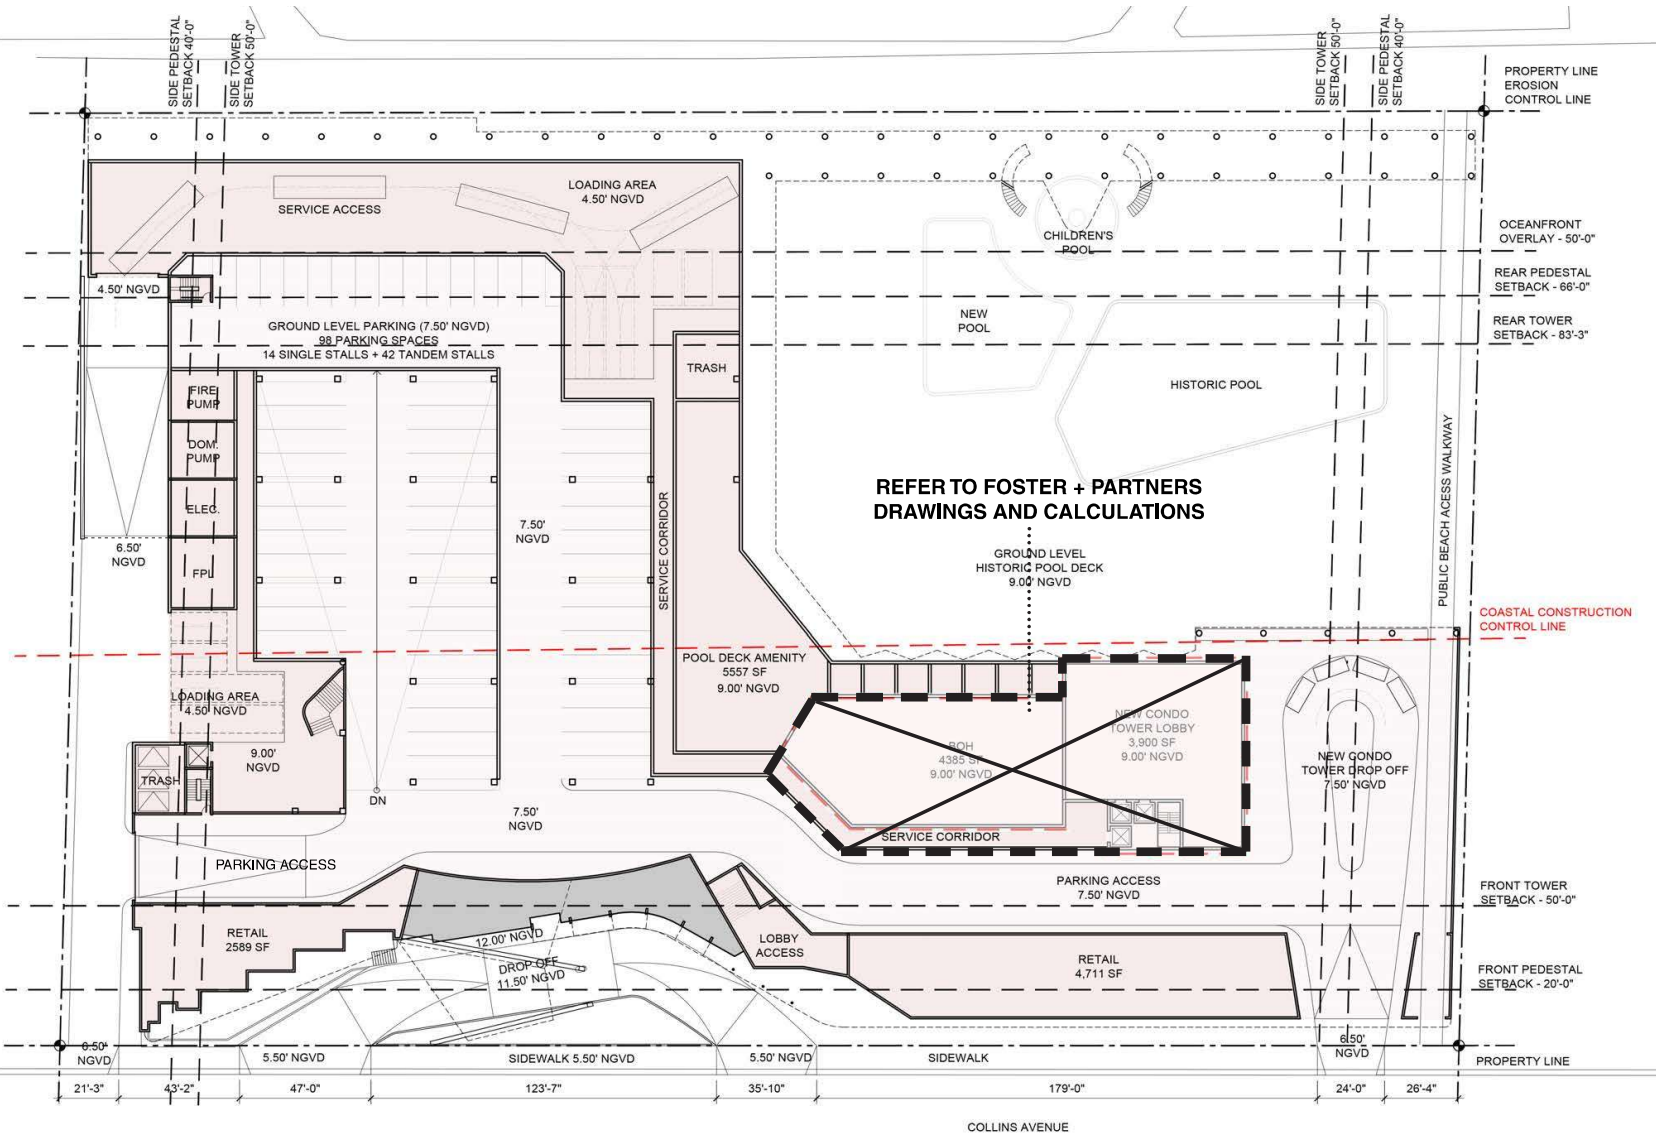 SIDE PEDESTAL
SETBACK 40'-0"
SIDE TOWER
SETBACK 50'-0"
SIDE TOWER
SETBACK 50'-0"
SIDE PEDESTAL
SETBACK 40'-0"
PROPERTY LINE
EROSION
CONTROL LINE
LOADING AREA
4.50' NGVD
SERVICE ACCESS
CHILDREN'S
POOL
OCEANFRONT
OVERLAY - 50'-0"
4.50' NGVD
REAR PEDESTAL
SETBACK - 66'-0"
GROUND LEVEL PARKING (7.50' NGVD)
98 PARKING SPACES
14 SINGLE STALLS + 42 TANDEM STALLS
NEW
POOL
REAR TOWER
SETBACK - 83'-3"
TRASH
HISTORIC POOL
FIRE
PUMP
DOM.
PUMP
ELEC.
FPL
6.50'
NGVD
7.50'
NGVD
SERVICE CORRIDOR
REFER TO FOSTER + PARTNERS
DRAWINGS AND CALCULATIONS
GROUND LEVEL
HISTORIC POOL DECK
9.00' NGVD
PUBLIC BEACH ACESS WALKWAY
COASTAL CONSTRUCTION
CONTROL LINE
POOL DECK AMENITY
5557 SF
9.00' NGVD
LOADING AREA
4.50' NGVD
9.00'
NGVD
TRASH
DN
BOH
4385 SF
9.00' NGVD
NEW CONDO
TOWER LOBBY
3,900 SF
9.00' NGVD
NEW CONDO
TOWER DROP OFF
7.50' NGVD
7.50'
NGVD
SERVICE CORRIDOR
PARKING ACCESS
PARKING ACCESS
7.50' NGVD
FRONT TOWER
SETBACK - 50'-0"
RETAIL
2589 SF
12.00' NGVD
DROP OFF
11.50' NGVD
LOBBY
ACCESS
RETAIL
4,711 SF
FRONT PEDESTAL
SETBACK - 20'-0"
6.50'
NGVD
5.50' NGVD
SIDEWALK 5.50' NGVD
5.50' NGVD
SIDEWALK
6.50'
NGVD
PROPERTY LINE
21'-3"
43'-2"
47'-0"
123'-7"
35'-10"
179'-0"
24'-0"
26'-4"
COLLINS AVENUE